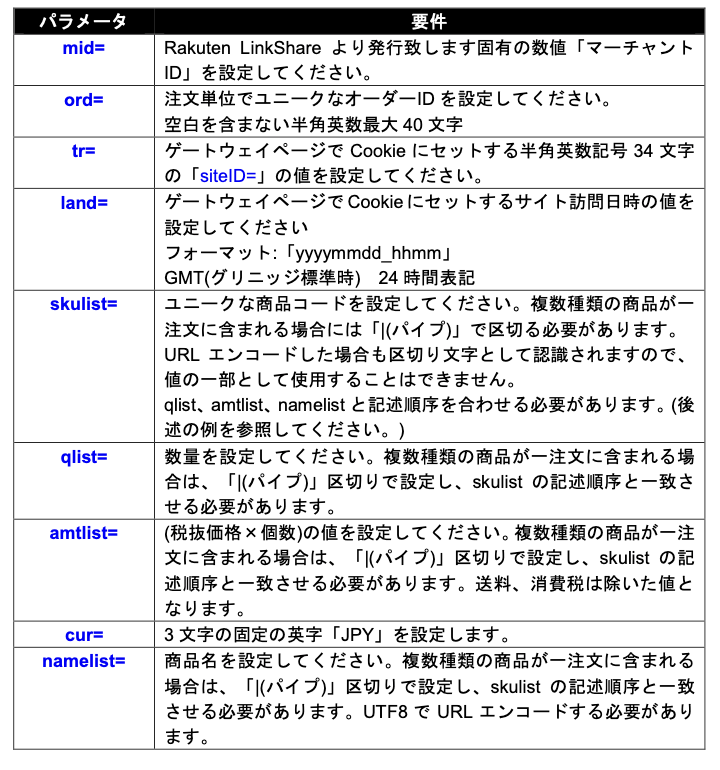 パラメータ 要件
mid= Rakuten LinkShare より発行致します固有の数値「マーチャント
ID」を設定してください。
ord= 注文単位でユニークなオーダーID を設定してください。
空白を含まない半角英数最大 40 文字
tr= ゲートウェイページで Cookie にセットする半角英数記号 34 文字
の「siteID=」の値を設定してください。
land= ゲートウェイページで Cookie にセットするサイト訪問日時の値を
設定してください
フォーマット:「yyyymmdd_hhmm」
GMT(グリニッジ標準時) 24 時間表記
skulist= ユニークな商品コードを設定してください。複数種類の商品が一
注文に含まれる場合には「|(パイプ)」で区切る必要があります。
URL エンコードした場合も区切り文字として認識されますので、
値の一部として使用することはできません。
qlist、amtlist、namelist と記述順序を合わせる必要があります。(後
述の例を参照してください。)
qlist= 数量を設定してください。複数種類の商品が一注文に含まれる場
合は、「|(パイプ)」区切りで設定し、skulist の記述順序と一致さ
せる必要があります。
amtlist= (税抜価格×個数)の値を設定してください。複数種類の商品が一注
文に含まれる場合は、「|(パイプ)」区切りで設定し、skulist の記
述順序と一致させる必要があります。送料、消費税は除いた値と
なります。
cur= 3 文字の固定の英字「JPY」を設定します。
namelist= 商品名を設定してください。複数種類の商品が一注文に含まれる
場合は、「|(パイプ)」区切りで設定し、skulist の記述順序と一致
させる必要があります。UTF8 で URL エンコードする必要があり
ます。